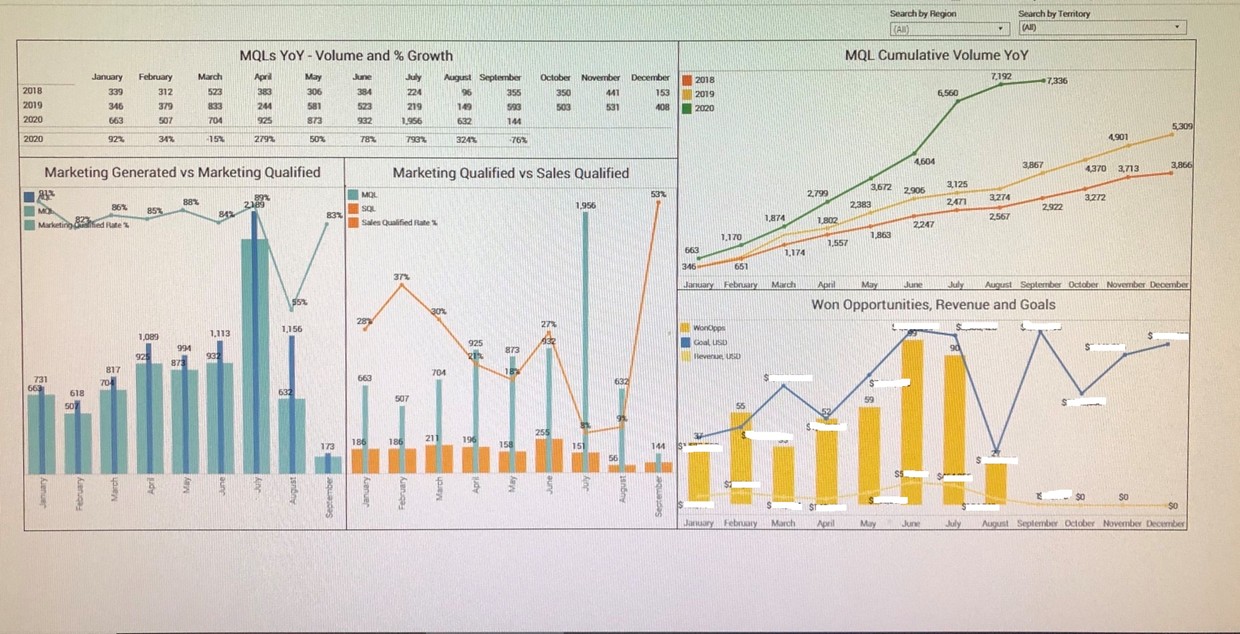 Search by Region
Search by Territory
(All)
(All)
MQLs YoY - Volume and % Growth
January February March April May June July August September October November December
2018 339 312 523 383 306 384 224 96 355 350 441 153
2019 346 379 833 244 581 523 219 149 593 503 531 408
2020 663 507 704 925 873 932 1,956 632 144
2020 92% 34% -15% 279% 50% 78% 793% 324% -76%
MQL Cumulative Volume YoY
2018
2019
2020
7,192
7,336
6,560
5,309
4,901
4,604
3,867
4,370
3,713
3,866
3,672
2,906
3,125
2,799
2,383
2,471
3,274
3,272
2,922
2,567
1,874
1,802
2,247
1,863
1,557
1,170
1,174
663
346
651
January February March April May June July August September October November December
Marketing Generated vs Marketing Qualified
MQL
Marketing Qualified Rate %
91%
82%
86%
85%
88%
84%
89%
55%
83%
2,189
731
663
618
507
817
704
1,089
925
994
873
1,113
932
1,156
632
173
January
February
March
April
May
June
July
August
September
Marketing Qualified vs Sales Qualified
MQL
SQL
Sales Qualified Rate %
28%
37%
30%
21%
18%
27%
8%
9%
53%
663
507
704
925
873
932
1,956
632
144
186
186
211
196
158
255
151
56
January
February
March
April
May
June
July
August
September
Won Opportunities, Revenue and Goals
WonOpps
Goal, USD
Revenue, USD
37
55
52
59
90
$0
$0
$0
January February March April May June July August September October November December